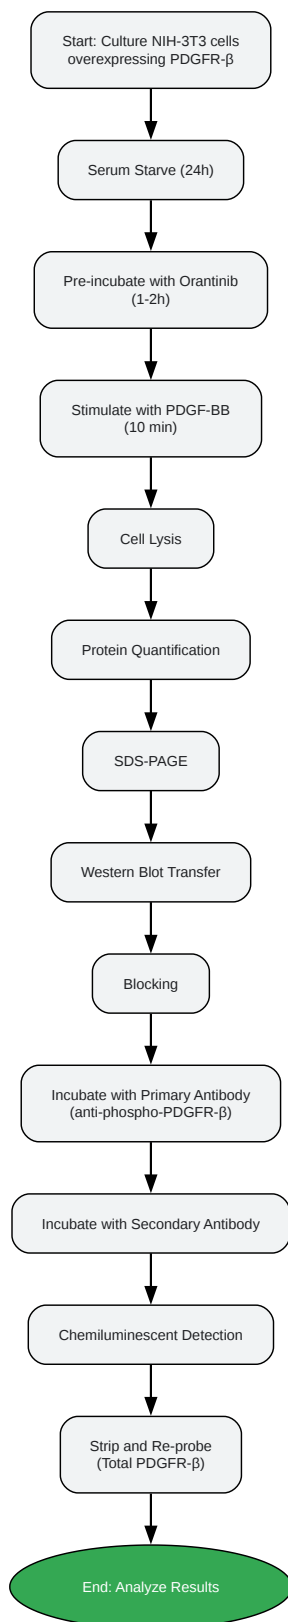 Start: Culture NIH-3T3 cells
overexpressing PDGFR-β
Serum Starve (24h)
Pre-incubate with Orantinib
(1-2h)
Stimulate with PDGF-BB
(10 min)
Cell Lysis
Protein Quantification
SDS-PAGE
Western Blot Transfer
Blocking
Incubate with Primary Antibody
(anti-phospho-PDGFR-β)
Incubate with Secondary Antibody
Chemiluminescent Detection
Strip and Re-probe
(Total PDGFR-β)
End: Analyze Results